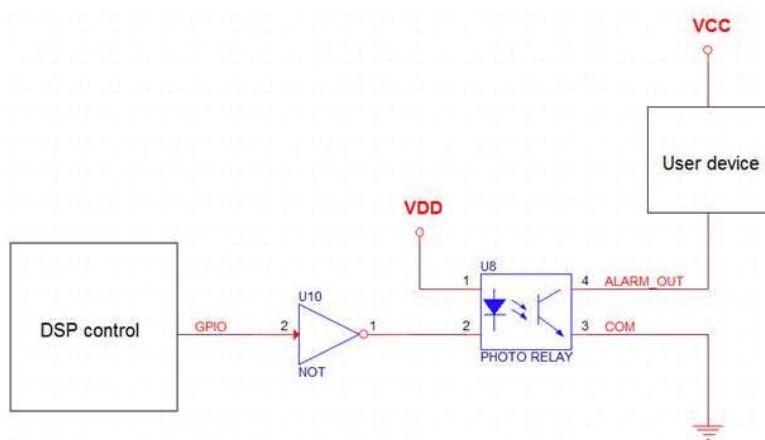 VCC
User device
VDD
U8
1
4
ALARM_OUT
U10
DSP control
GPIO
2
1
2
3
COM
NOT
PHOTO RELAY